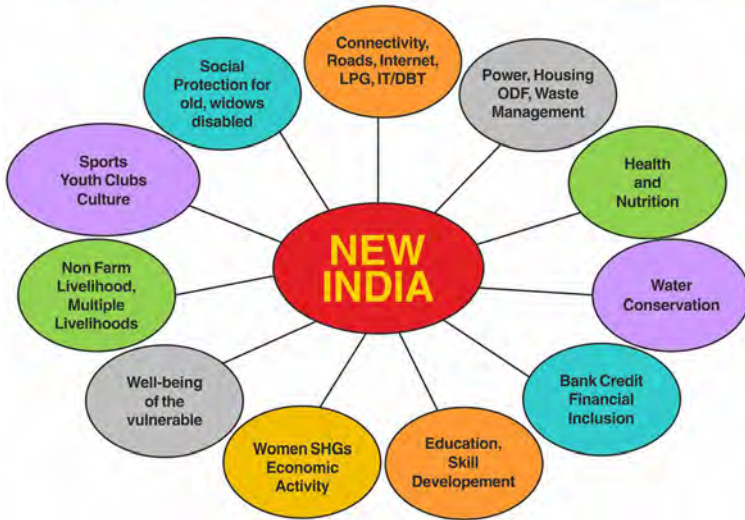 Connectivity,
Roads, Internet,
LPG, IT/DBT
Power, Housing
ODF, Waste
Management
Health
and
Nutrition
Water
Conservation
Bank Credit
Financial
Inclusion
Education,
Skill
Developement
Women SHGs
Economic
Activity
Well-being
of the
vulnerable
Non Farm
Livelihood,
Multiple
Livelihoods
Sports
Youth Clubs
Culture
Social
Protection for
old, widows
disabled
NEW
INDIA